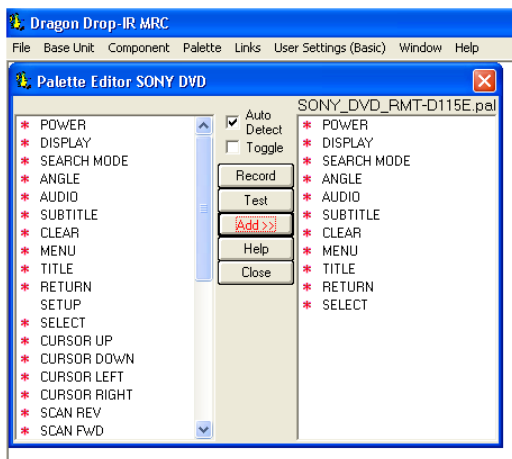 Dragon Drop-IR MRC
File Base Unit Component Palette Links User Settings (Basic) Window Help
Palette Editor SONY DVD
* POWER
* DISPLAY
* SEARCH MODE
* ANGLE
* AUDIO
* SUBTITLE
* CLEAR
* MENU
* TITLE
* RETURN
SETUP
* SELECT
* CURSOR UP
* CURSOR DOWN
* CURSOR LEFT
* CURSOR RIGHT
* SCAN REV
* SCAN FWD
Auto
Detect
Toggle
Record
Test
Add >>
Help
Close
SONY_DVD_RMT-D115E.pal
* POWER
* DISPLAY
* SEARCH MODE
* ANGLE
* AUDIO
* SUBTITLE
* CLEAR
* MENU
* TITLE
* RETURN
* SELECT